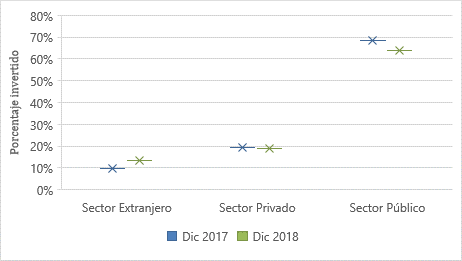 Porcentaje invertido
80%
70%
60%
50%
40%
30%
20%
10%
0%
Sector Extranjero
Sector Privado
Sector Público
Dic 2017
Dic 2018